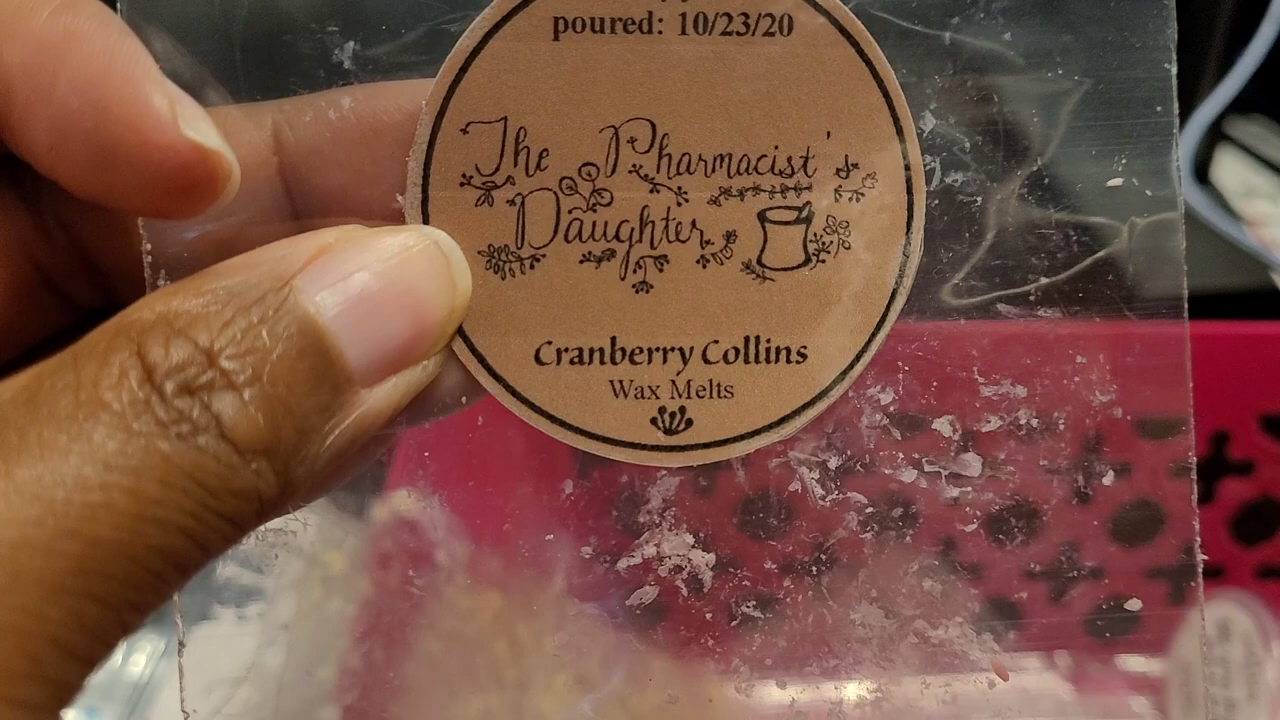 poured: 10/23/20
The Pharmacist's
Daughter
Cranberry Collins
Wax Melts